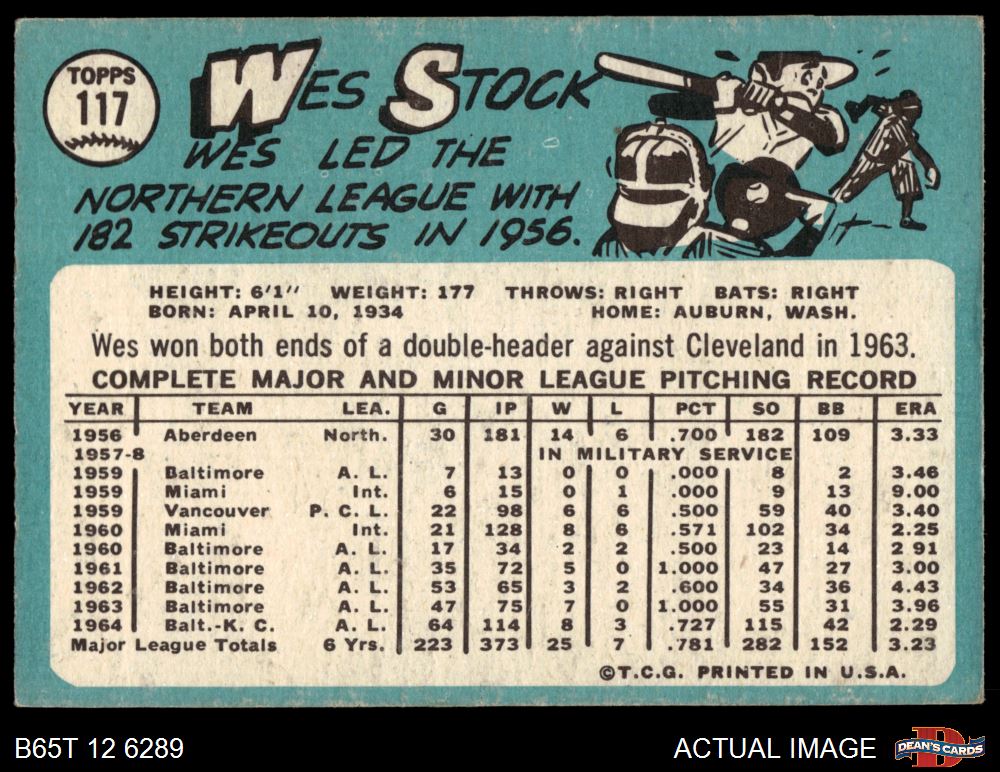 TOPPS
117
WES STOCK
WES LED THE
NORTHERN LEAGUE WITH
182 STRIKEOUTS IN 1956.
HEIGHT: 6'1" WEIGHT: 177 THROWS: RIGHT BATS: RIGHT
BORN: APRIL 10, 1934 HOME: AUBURN, WASH.
Wes won both ends of a double-header against Cleveland in 1963.
COMPLETE MAJOR AND MINOR LEAGUE PITCHING RECORD
YEAR TEAM LEA. G IP W L PCT SO BB ERA
1956 Aberdeen North. 30 181 14 6 .700 182 109 3.33
1957-8 IN MILITARY SERVICE
1959 Baltimore A. L. 7 13 0 0 .000 8 2 3.46
1959 Miami Int. 6 15 0 1 .000 9 13 9.00
1959 Vancouver P. C. L. 22 98 6 6 .500 59 40 3.40
1960 Miami Int. 21 128 8 6 .571 102 34 2.25
1960 Baltimore A. L. 17 34 2 2 .500 23 14 2 91
1961 Baltimore A. L. 35 72 5 0 1.000 47 27 3.00
1962 Baltimore A. L. 53 65 3 2 .600 34 36 4.43
1963 Baltimore A. L. 47 75 7 0 1.000 55 31 3.96
1964 Balt.-K. C. A. L. 64 114 8 3 .727 115 42 2.29
Major League Totals 6 Yrs. 223 373 25 7 .781 282 152 3.23
©T.C.G. PRINTED IN U.S.A.
B65T 12 6289 ACTUAL IMAGE DEAN'S CARDS